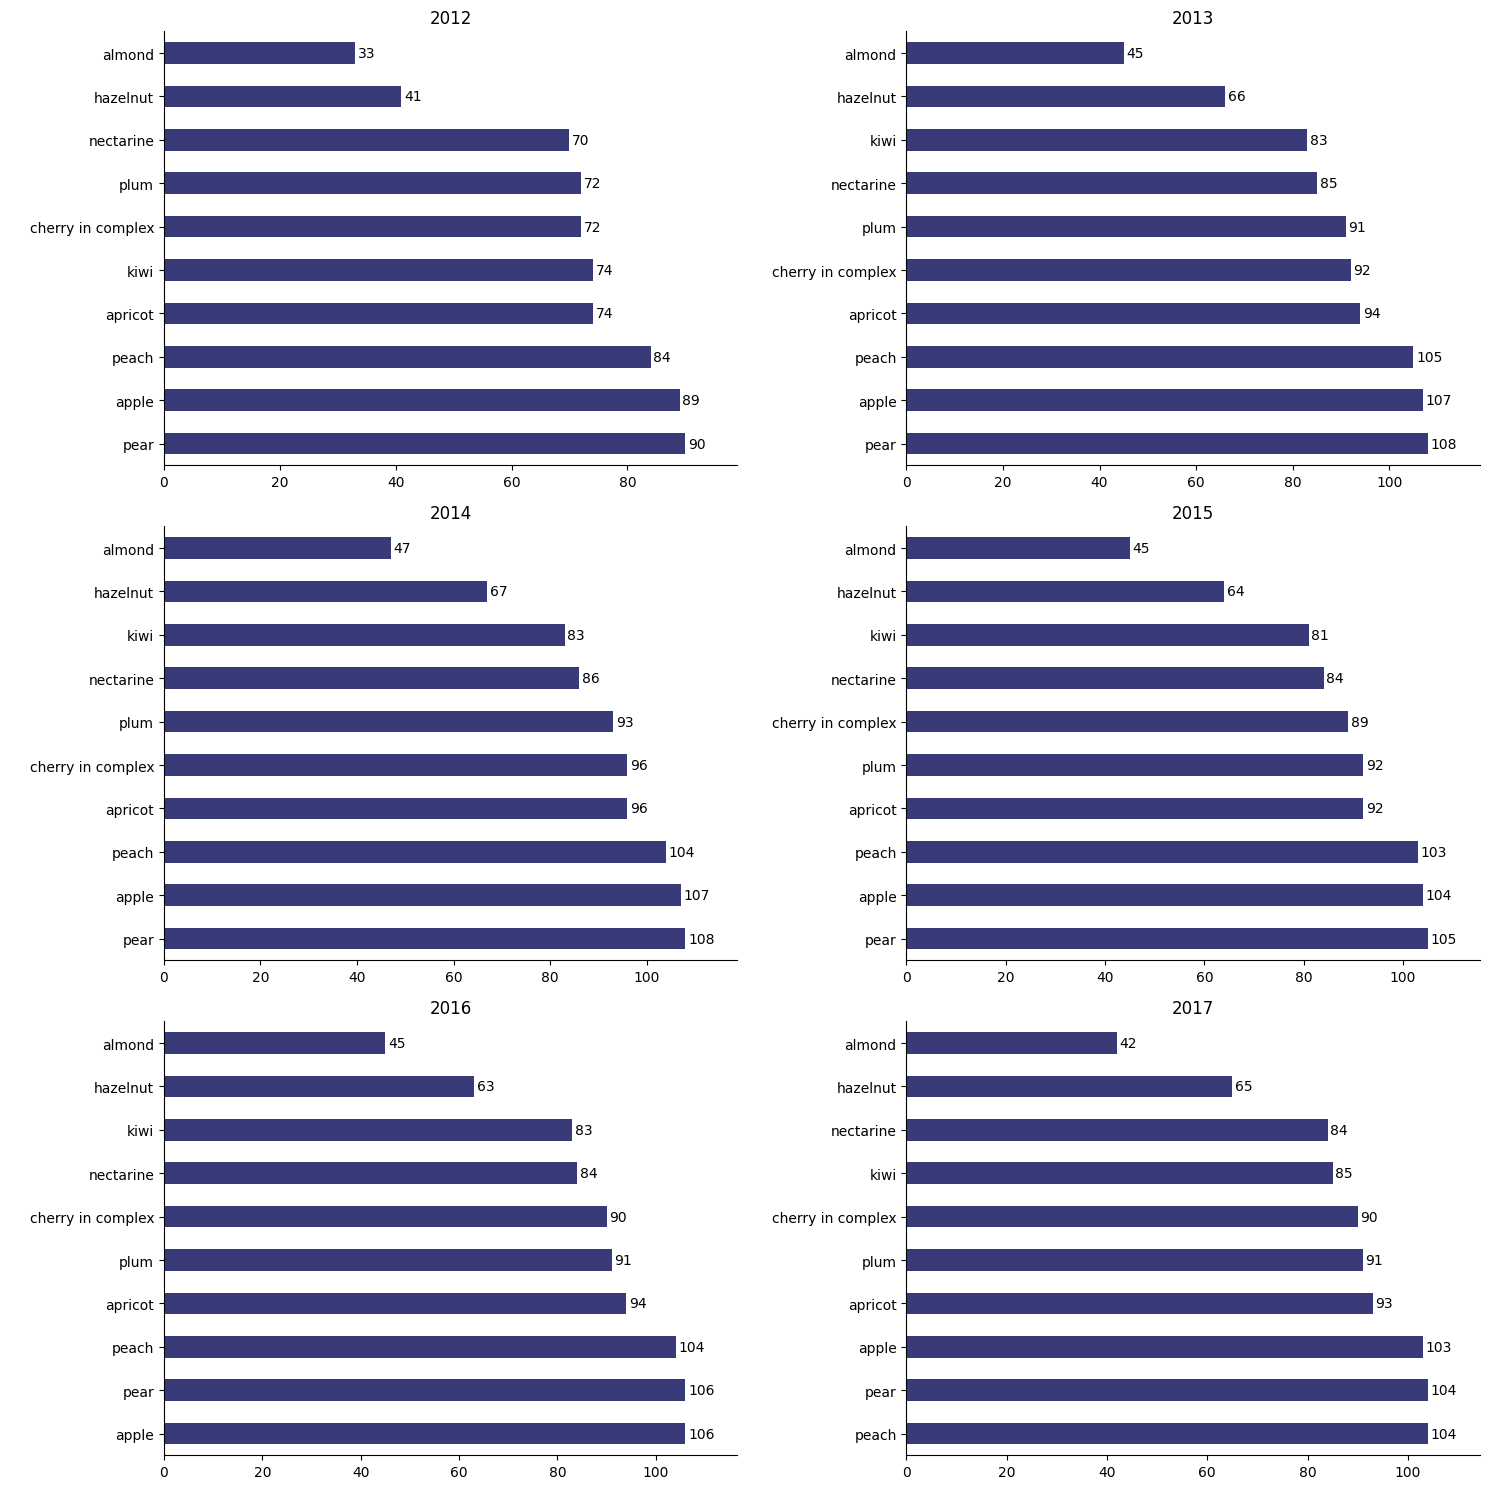 2012
almond 33
hazelnut 41
nectarine 70
plum 72
cherry in complex 72
kiwi 74
apricot 74
peach 84
apple 89
pear 90
0 20 40 60 80
2013
almond 45
hazelnut 66
kiwi 83
nectarine 85
plum 91
cherry in complex 92
apricot 94
peach 105
apple 107
pear 108
0 20 40 60 80 100
2014
almond 47
hazelnut 67
kiwi 83
nectarine 86
plum 93
cherry in complex 96
apricot 96
peach 104
apple 107
pear 108
0 20 40 60 80 100
2015
almond 45
hazelnut 64
kiwi 81
nectarine 84
cherry in complex 89
plum 92
apricot 92
peach 103
apple 104
pear 105
0 20 40 60 80 100
2016
almond 45
hazelnut 63
kiwi 83
nectarine 84
cherry in complex 90
plum 91
apricot 94
peach 104
pear 106
apple 106
0 20 40 60 80 100
2017
almond 42
hazelnut 65
nectarine 84
kiwi 85
cherry in complex 90
plum 91
apricot 93
apple 103
pear 104
peach 104
0 20 40 60 80 100